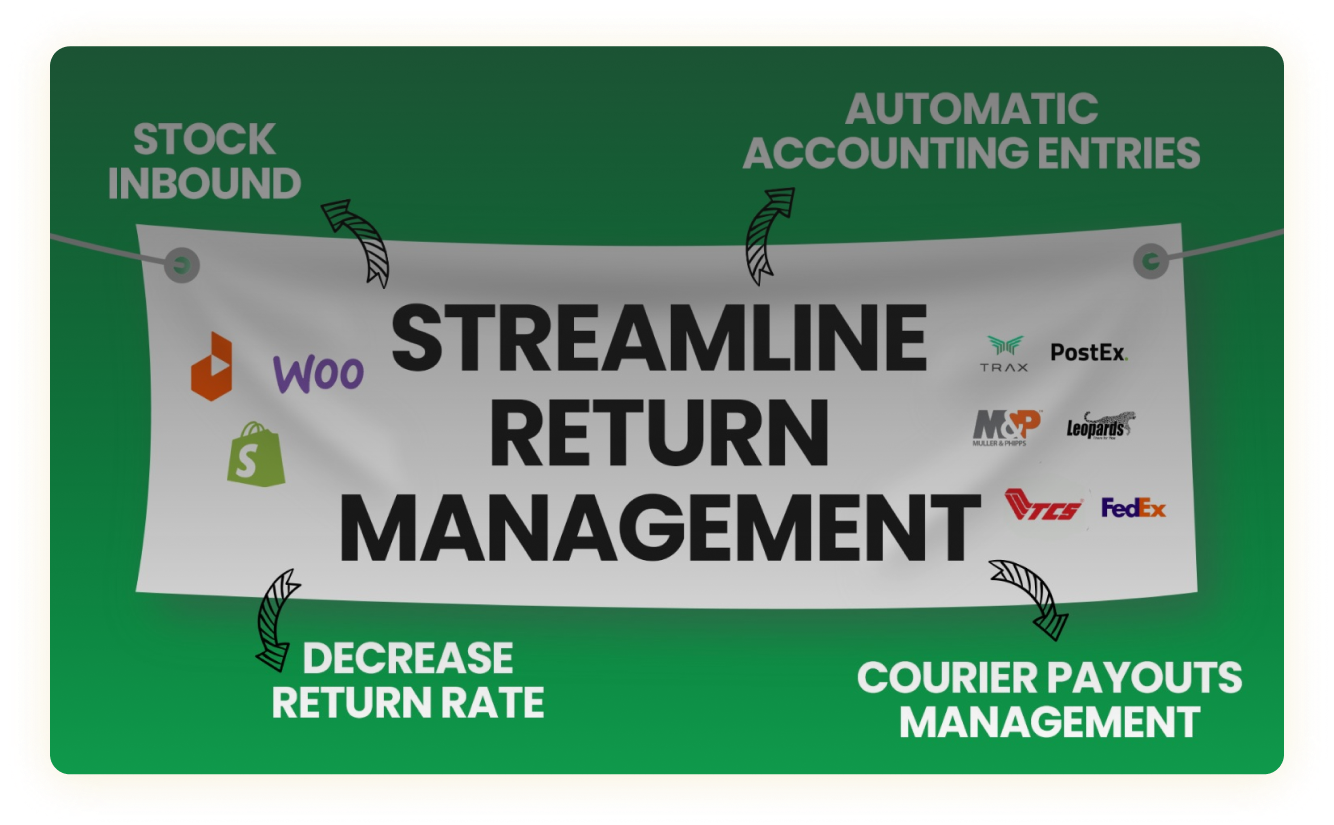 STOCK
INBOUND
AUTOMATIC
ACCOUNTING ENTRIES
STREAMLINE
RETURN
MANAGEMENT
Woo
S
TRAX
PostEx.
M&P
MULLER & PHIPPS
Leopards
TCS
FedEx
DECREASE
RETURN RATE
COURIER PAYOUTS
MANAGEMENT